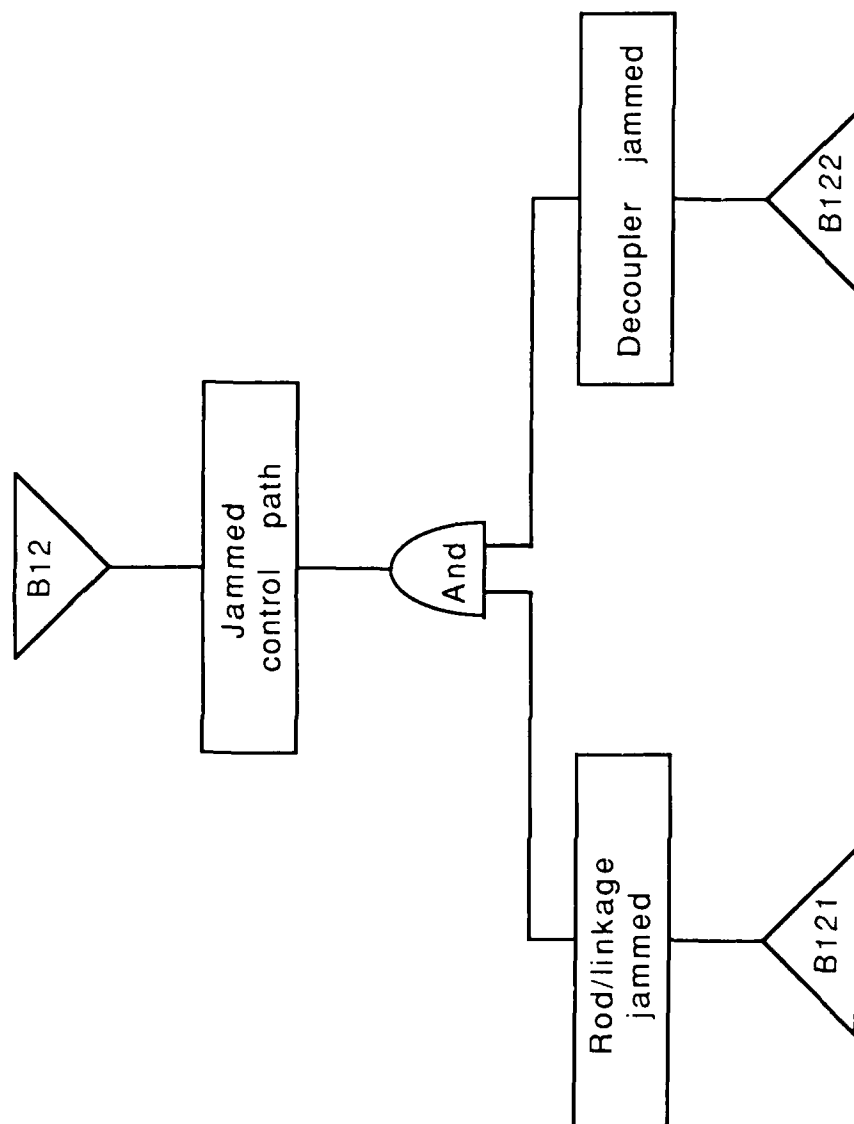 B12
Jammed
control path
And
Rod/linkage
jammed
Decoupler jammed
B121
B122